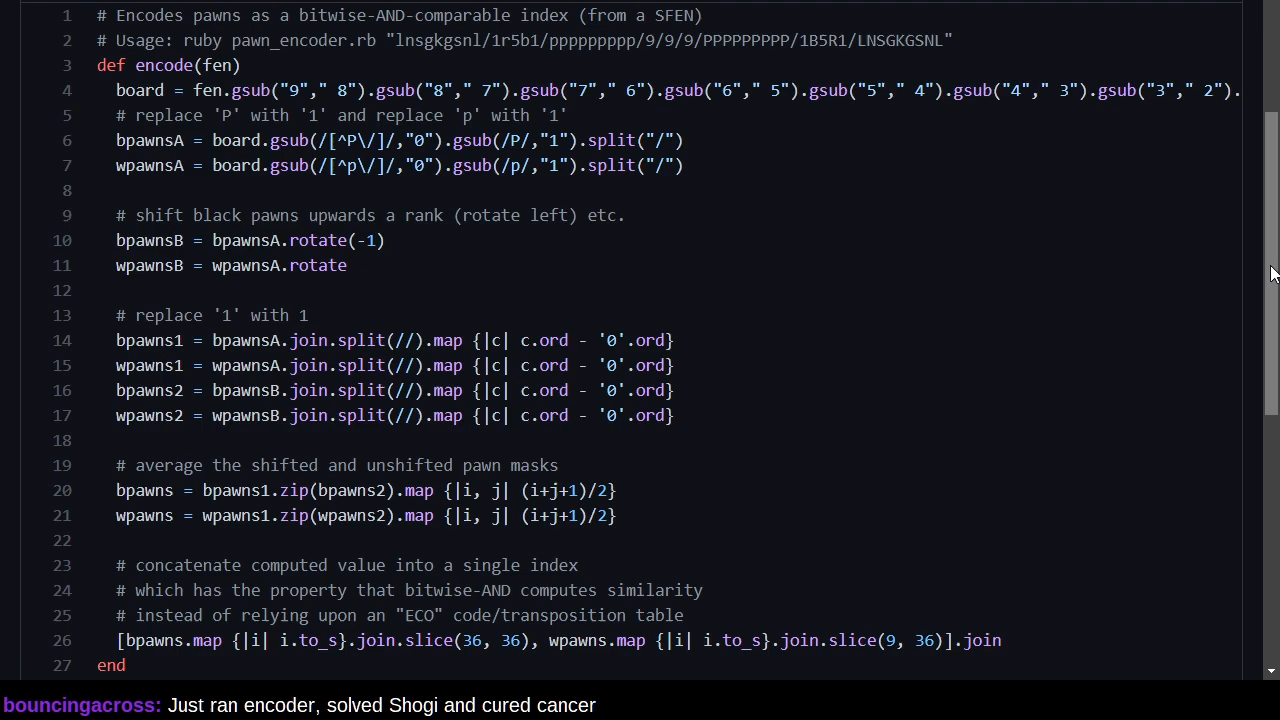 1 # Encodes pawns as a bitwise-AND-comparable index (from a SFEN)
2 # Usage: ruby pawn_encoder.rb "lnsgkgsnl/1r5b1/ppppppppp/9/9/9/PPPPPPPPP/1B5R1/LNSGKGSNL"
3 def encode(fen)
4 board = fen.gsub("9"," 8").gsub("8"," 7").gsub("7"," 6").gsub("6"," 5").gsub("5"," 4").gsub("4"," 3").gsub("3"," 2").
5 # replace 'P' with '1' and replace 'p' with '1'
6 bpawnsA = board.gsub(/[^P\/]/,"0").gsub(/P/,"1").split("/")
7 wpawnsA = board.gsub(/[^p\/]/,"0").gsub(/p/,"1").split("/")
8
9 # shift black pawns upwards a rank (rotate left) etc.
10 bpawnsB = bpawnsA.rotate(-1)
11 wpawnsB = wpawnsA.rotate
12
13 # replace '1' with 1
14 bpawns1 = bpawnsA.join.split(//).map {|c| c.ord - '0'.ord}
15 wpawns1 = wpawnsA.join.split(//).map {|c| c.ord - '0'.ord}
16 bpawns2 = bpawnsB.join.split(//).map {|c| c.ord - '0'.ord}
17 wpawns2 = wpawnsB.join.split(//).map {|c| c.ord - '0'.ord}
18
19 # average the shifted and unshifted pawn masks
20 bpawns = bpawns1.zip(bpawns2).map {|i, j| (i+j+1)/2}
21 wpawns = wpawns1.zip(wpawns2).map {|i, j| (i+j+1)/2}
22
23 # concatenate computed value into a single index
24 # which has the property that bitwise-AND computes similarity
25 # instead of relying upon an "ECO" code/transposition table
26 [bpawns.map {|i| i.to_s}.join.slice(36, 36), wpawns.map {|i| i.to_s}.join.slice(9, 36)].join
27 end
bouncingacross: Just ran encoder, solved Shogi and cured cancer